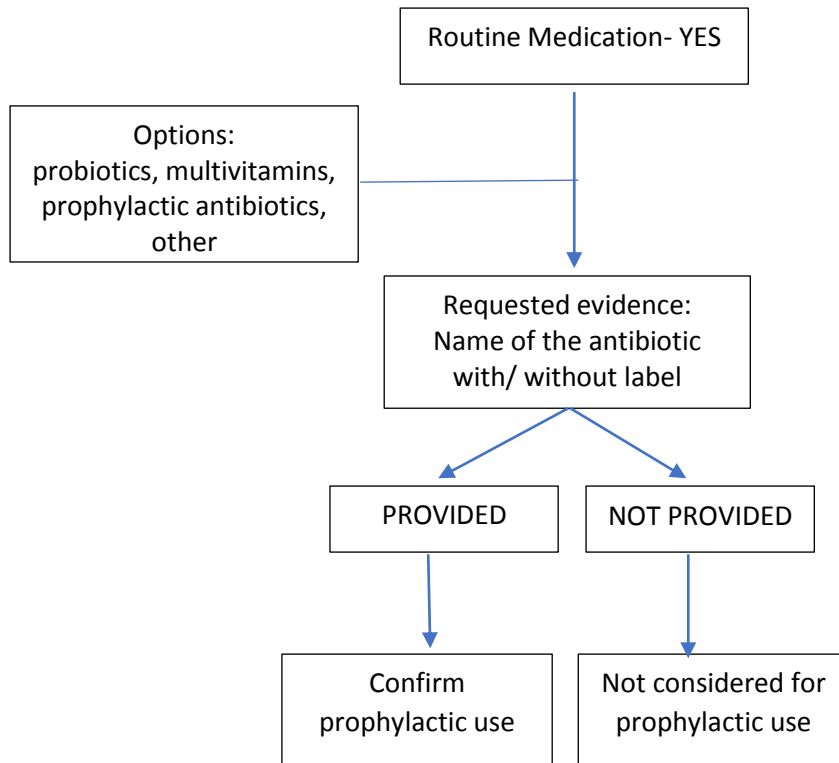 Routine Medication- YES
Options:
probiotics, multivitamins,
prophylactic antibiotics,
other
Requested evidence:
Name of the antibiotic
with/ without label
PROVIDED
NOT PROVIDED
Confirm
prophylactic use
Not considered for
prophylactic use